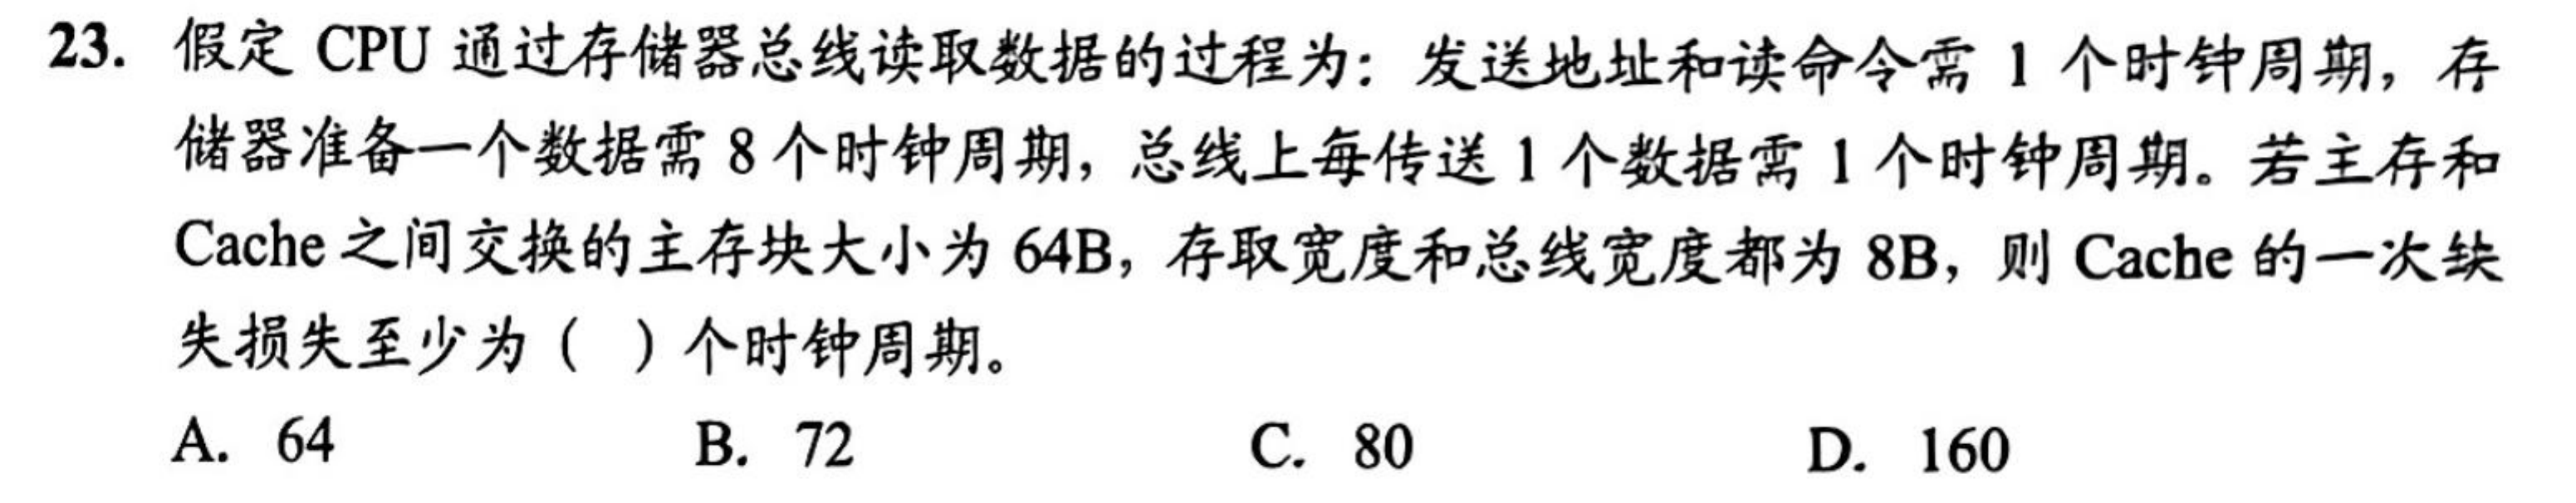 23. 假定 CPU 通过存储器总线读取数据的过程为：发送地址和读命令需 1 个时钟周期，存
储器准备一个数据需 8 个时钟周期，总线上每传送 1 个数据需 1 个时钟周期。若主存和
Cache 之间交换的主存块大小为 64B，存取宽度和总线宽度都为 8B，则 Cache 的一次缺
失损失至少为（ ）个时钟周期。
A. 64 B. 72 C. 80 D. 160